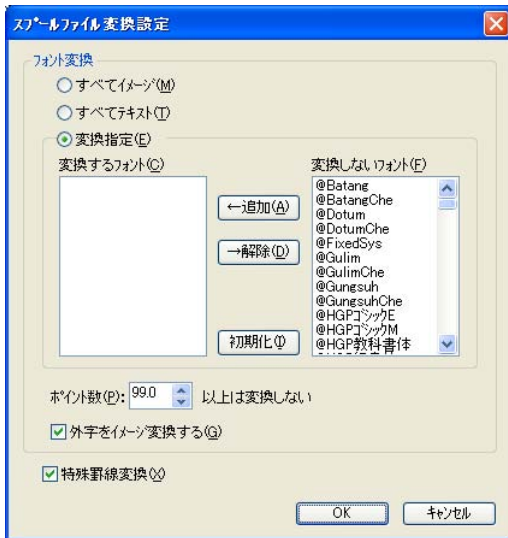 ｽﾌﾟｰﾙﾌｧｲﾙ変換設定
ﾌｫﾝﾄ変換
すべてｲﾒｰｼﾞ(M)
すべてﾃｷｽﾄ(T)
変換指定(E)
変換するﾌｫﾝﾄ(C)
変換しないﾌｫﾝﾄ(F)
@Batang
@BatangChe
@Dotum
@DotumChe
@FixedSys
@Gulim
@GulimChe
@Gungsuh
@GungsuhChe
@HGPｺﾞｼｯｸE
@HGPｺﾞｼｯｸM
@HGP教科書体
←追加(A)
→解除(D)
初期化(I)
ﾎﾟｲﾝﾄ数(P): 99.0 以上は変換しない
外字をｲﾒｰｼﾞ変換する(G)
特殊罫線変換(X)
OK ｷｬﾝｾﾙ